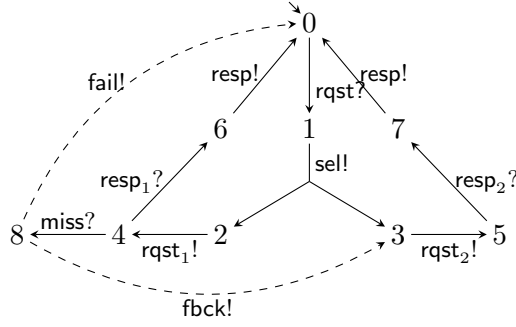 0
fail!
resp!
rqst?
resp!
6
1
7
sel!
resp₁?
resp₂?
8
miss?
4
rqst₁!
2
3
rqst₂!
5
fbck!